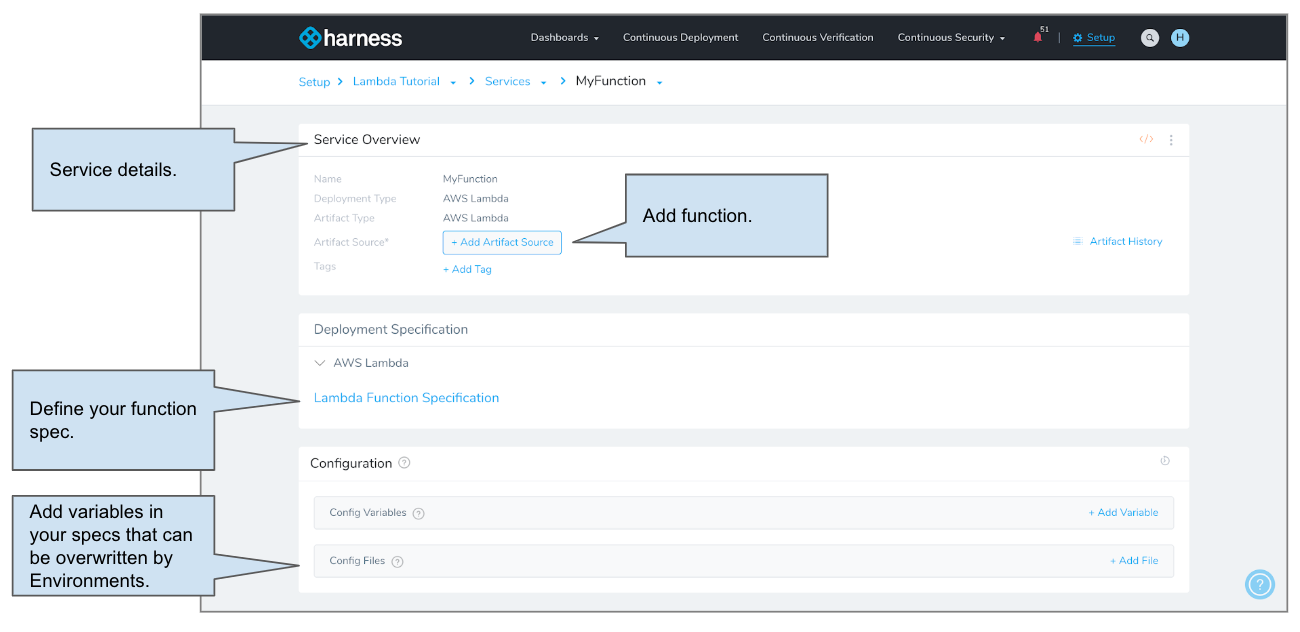 harness
Dashboards
Continuous Deployment
Continuous Verification
Continuous Security
51
Setup
H
Setup > Lambda Tutorial > Services > MyFunction
Service details.
Service Overview
</>
Name MyFunction
Deployment Type AWS Lambda
Artifact Type AWS Lambda
Artifact Source* + Add Artifact Source
Add function.
Artifact History
Tags + Add Tag
Deployment Specification
AWS Lambda
Define your function
spec.
Lambda Function Specification
Configuration ?
Add variables in
your specs that can
be overwritten by
Environments.
Config Variables ? + Add Variable
Config Files ? + Add File
?